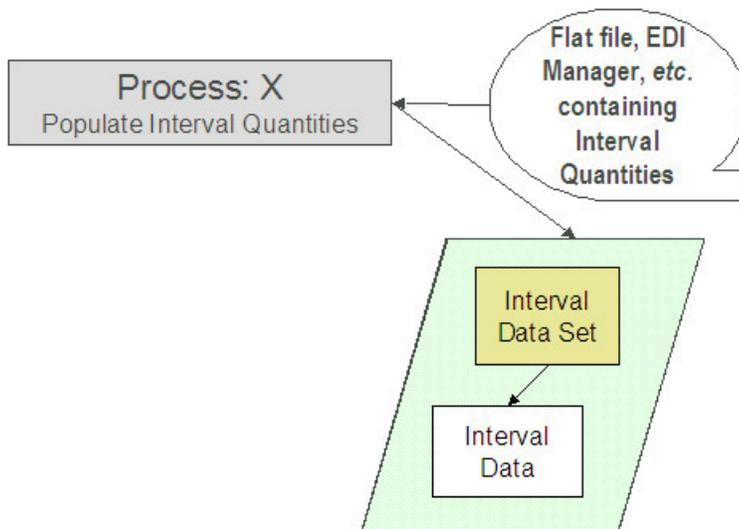 Process: X
Populate Interval Quantities
Flat file, EDI
Manager, etc.
containing
Interval
Quantities
Interval
Data Set
Interval
Data